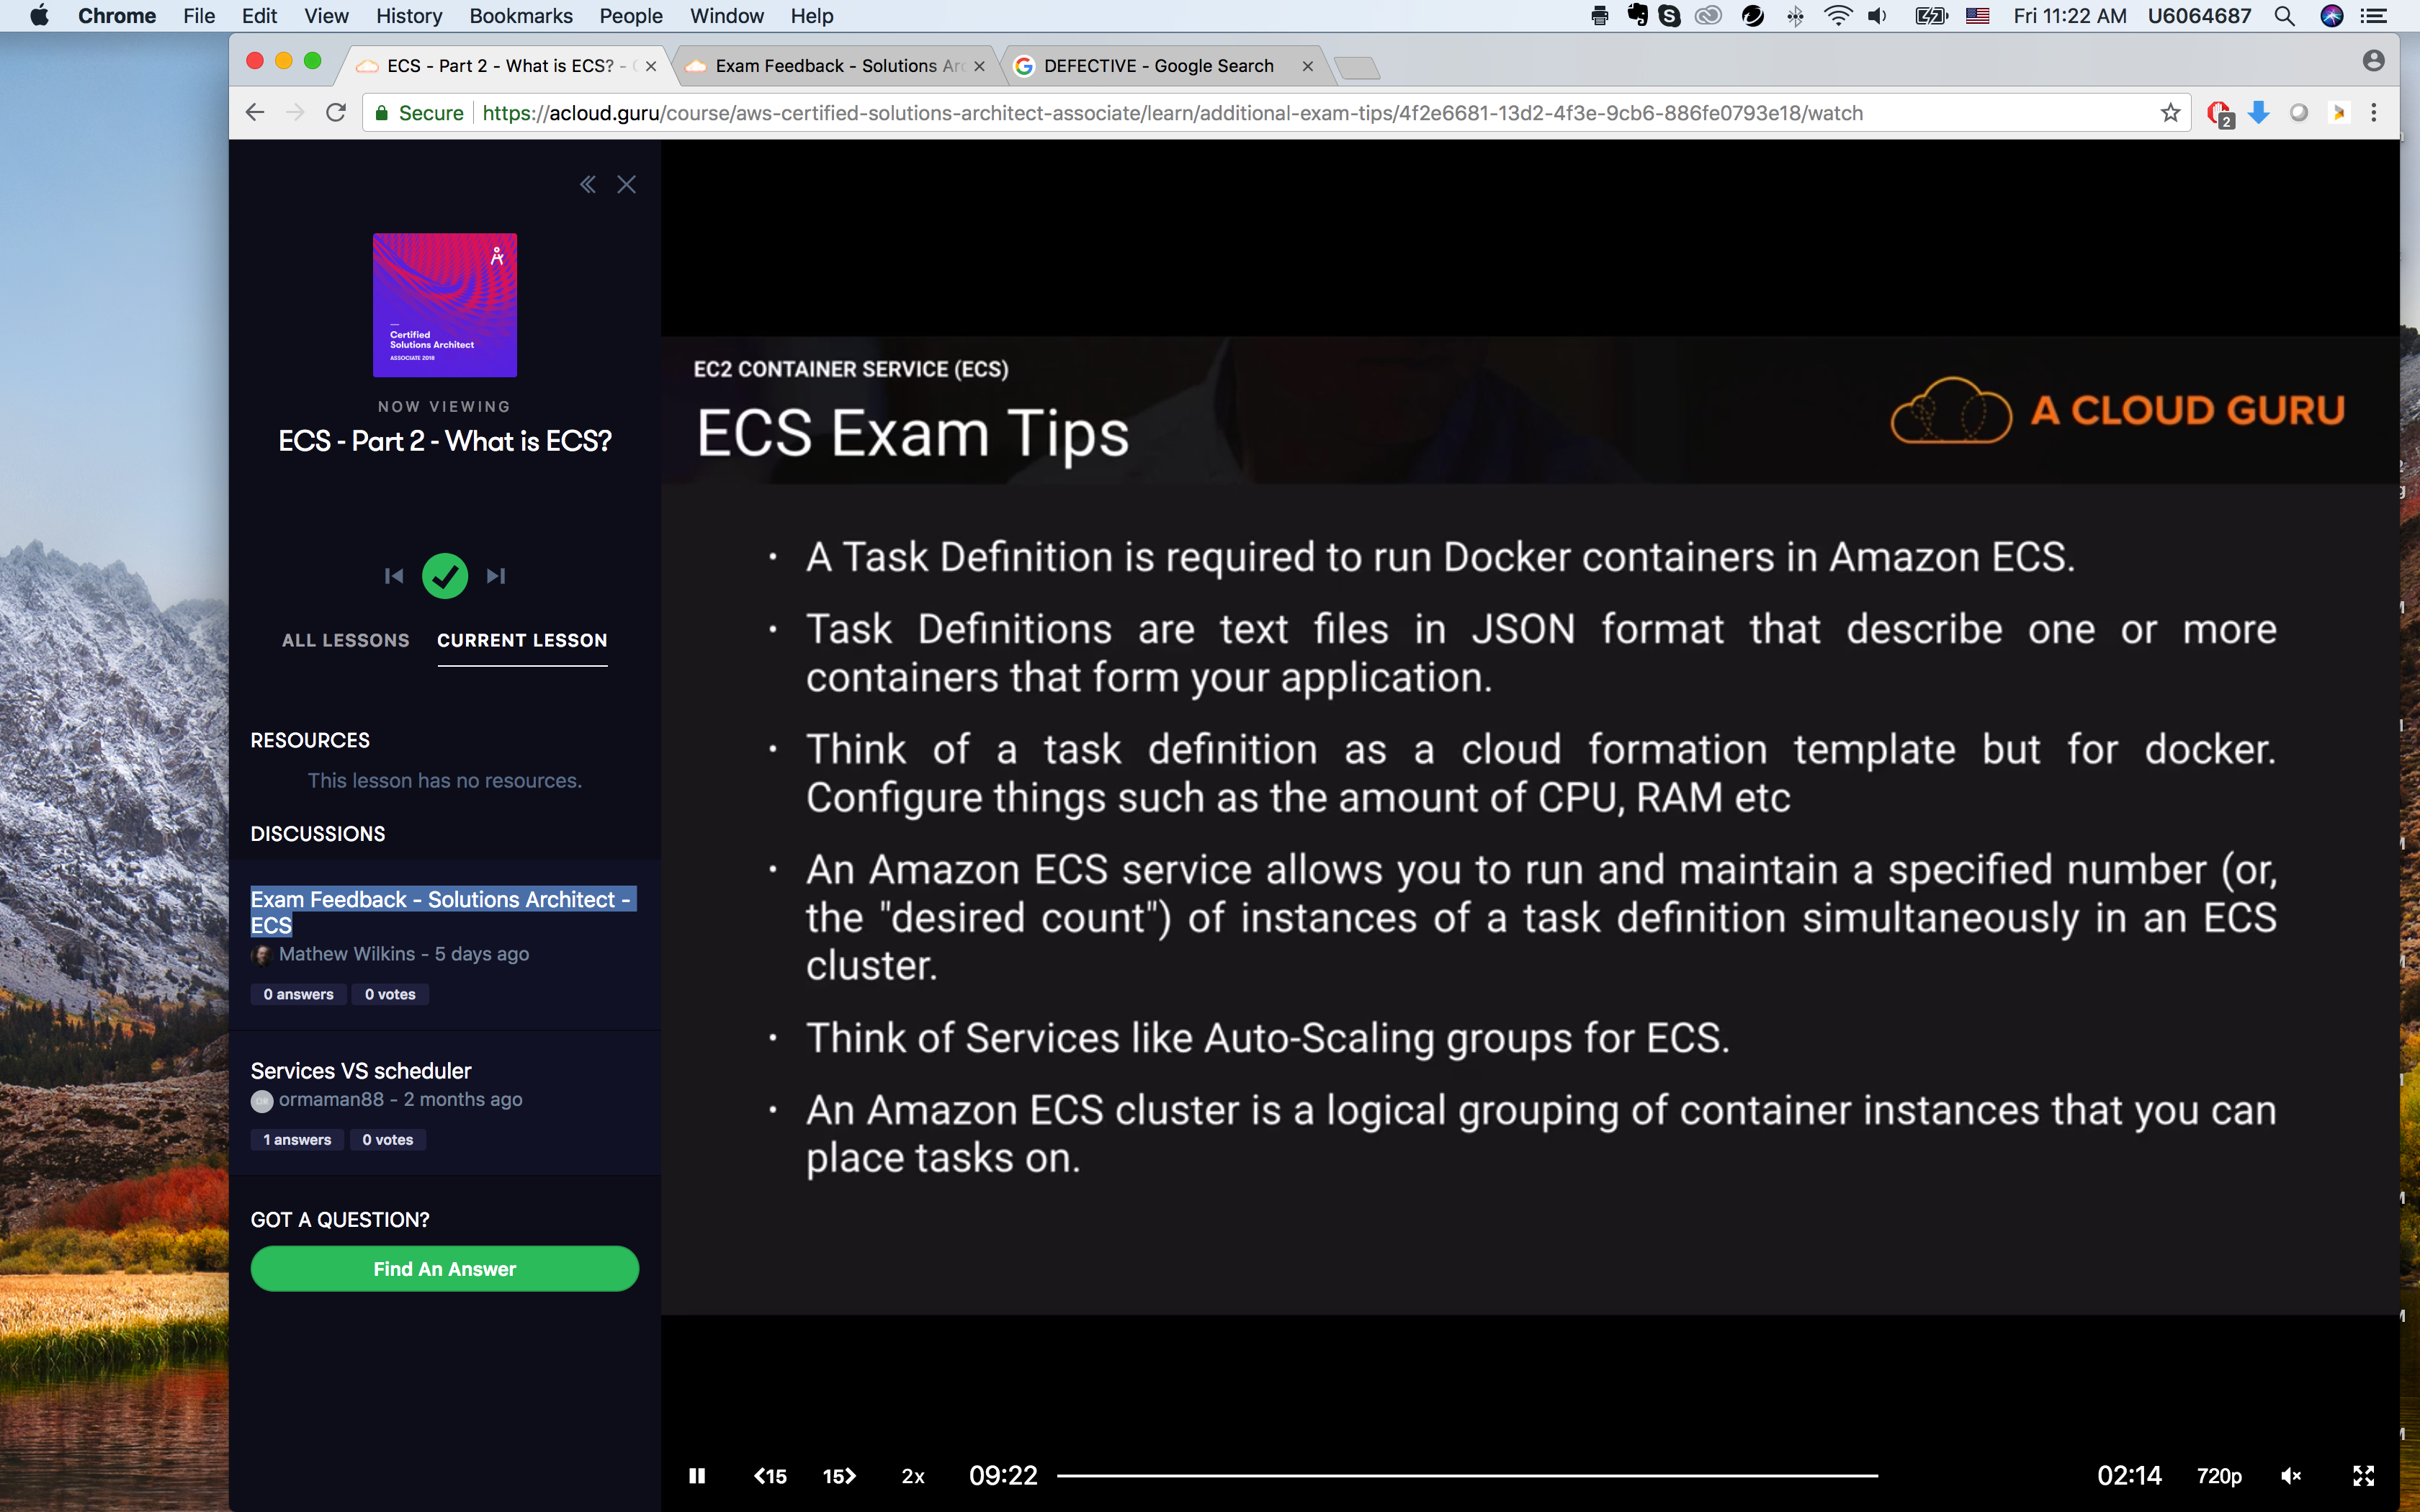 Chrome File Edit View History Bookmarks People Window Help
Fri 11:22 AM U6064687
ECS - Part 2 - What is ECS? -
Exam Feedback - Solutions Arc
DEFECTIVE - Google Search
Secure https://acloud.guru/course/aws-certified-solutions-architect-associate/learn/additional-exam-tips/4f2e6681-13d2-4f3e-9cb6-886fe0793e18/watch
2
Certified
Solutions Architect
ASSOCIATE 2018
NOW VIEWING
ECS - Part 2 - What is ECS?
ALL LESSONS CURRENT LESSON
RESOURCES
This lesson has no resources.
DISCUSSIONS
Exam Feedback - Solutions Architect -
ECS
Mathew Wilkins - 5 days ago
0 answers 0 votes
Services VS scheduler
ormaman88 - 2 months ago
1 answers 0 votes
GOT A QUESTION?
Find An Answer
EC2 CONTAINER SERVICE (ECS)
ECS Exam Tips
A CLOUD GURU
· A Task Definition is required to run Docker containers in Amazon ECS.
· Task Definitions are text files in JSON format that describe one or more
containers that form your application.
· Think of a task definition as a cloud formation template but for docker.
Configure things such as the amount of CPU, RAM etc
· An Amazon ECS service allows you to run and maintain a specified number (or,
the "desired count") of instances of a task definition simultaneously in an ECS
cluster.
· Think of Services like Auto-Scaling groups for ECS.
· An Amazon ECS cluster is a logical grouping of container instances that you can
place tasks on.
<15 15> 2x 09:22 02:14 720p